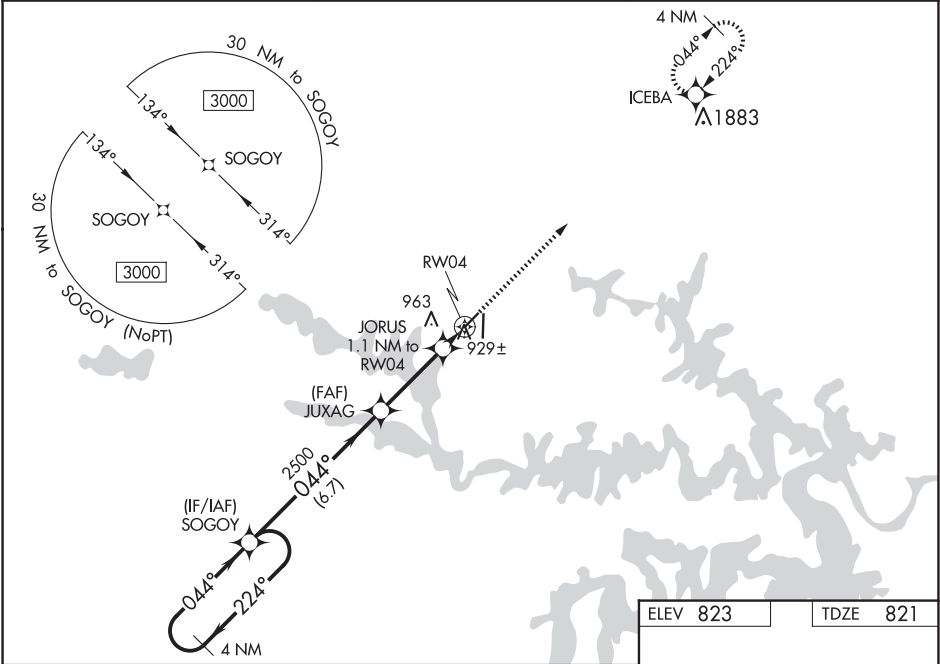 30 NM to SOGOY
3000
134°
SOGOY
314°
134°
SOGOY
314°
3000
30 NM to SOGOY (NoPT)
4 NM
044°
224°
ICEBA
1883
RW04
963
JORUS
1.1 NM to
RW04
929±
(FAF)
JUXAG
2500
044°
(6.7)
(IF/IAF)
SOGOY
044°
224°
4 NM
ELEV 823
TDZE 821